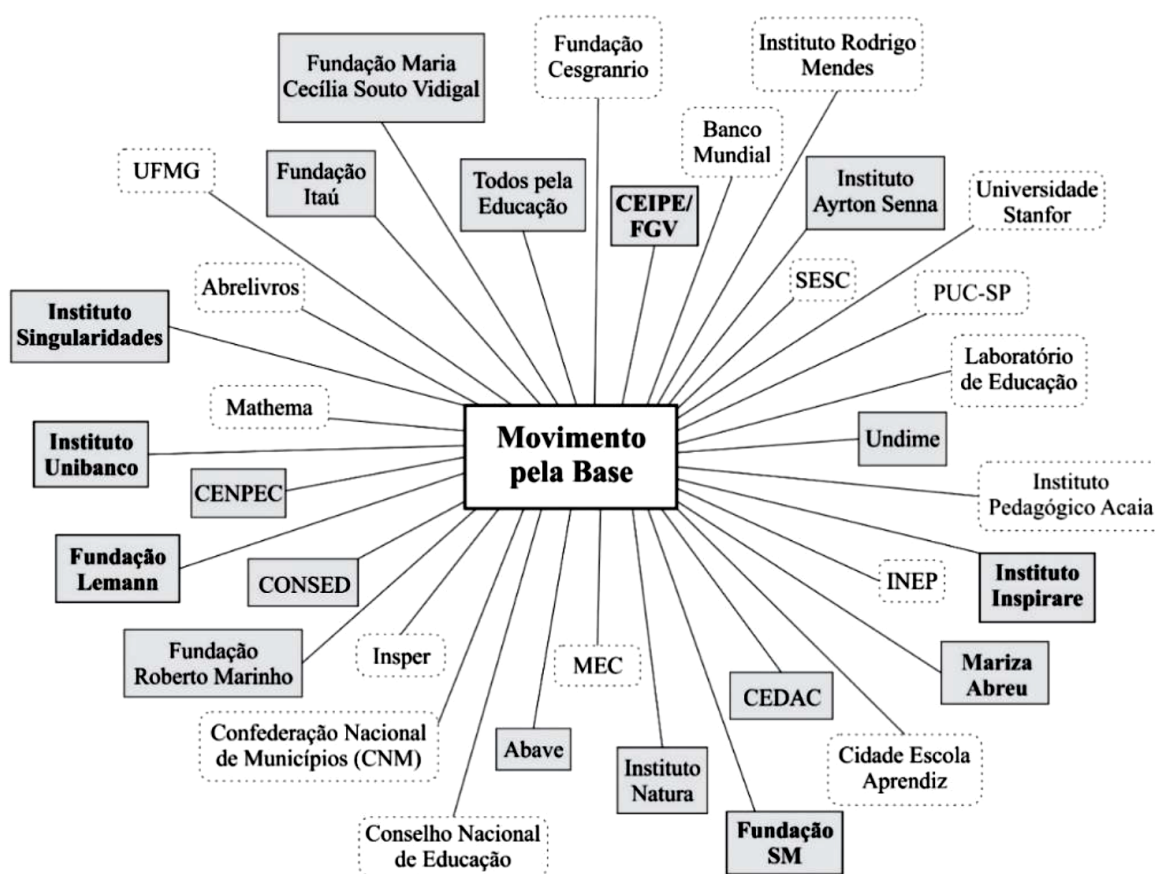 Fundação
Cesgranrio
Instituto Rodrigo
Mendes
Fundação Maria
Cecília Souto Vidigal
Banco
Mundial
UFMG
Fundação
Itaú
Todos pela
Educação
CEIPE/
FGV
Instituto
Ayrton Senna
Universidade
Stanfor
Abrelivros
SESC
PUC-SP
Instituto
Singularidades
Laboratório
de Educação
Mathema
Movimento
pela Base
Undime
Instituto
Unibanco
CENPEC
Instituto
Pedagógico Acaia
Fundação
Lemann
CONSED
INEP
Instituto
Inspirare
Fundação
Roberto Marinho
Insper
MEC
Mariza
Abreu
CEDAC
Confederação Nacional
de Municípios (CNM)
Abave
Instituto
Natura
Cidade Escola
Aprendiz
Conselho Nacional
de Educação
Fundação
SM